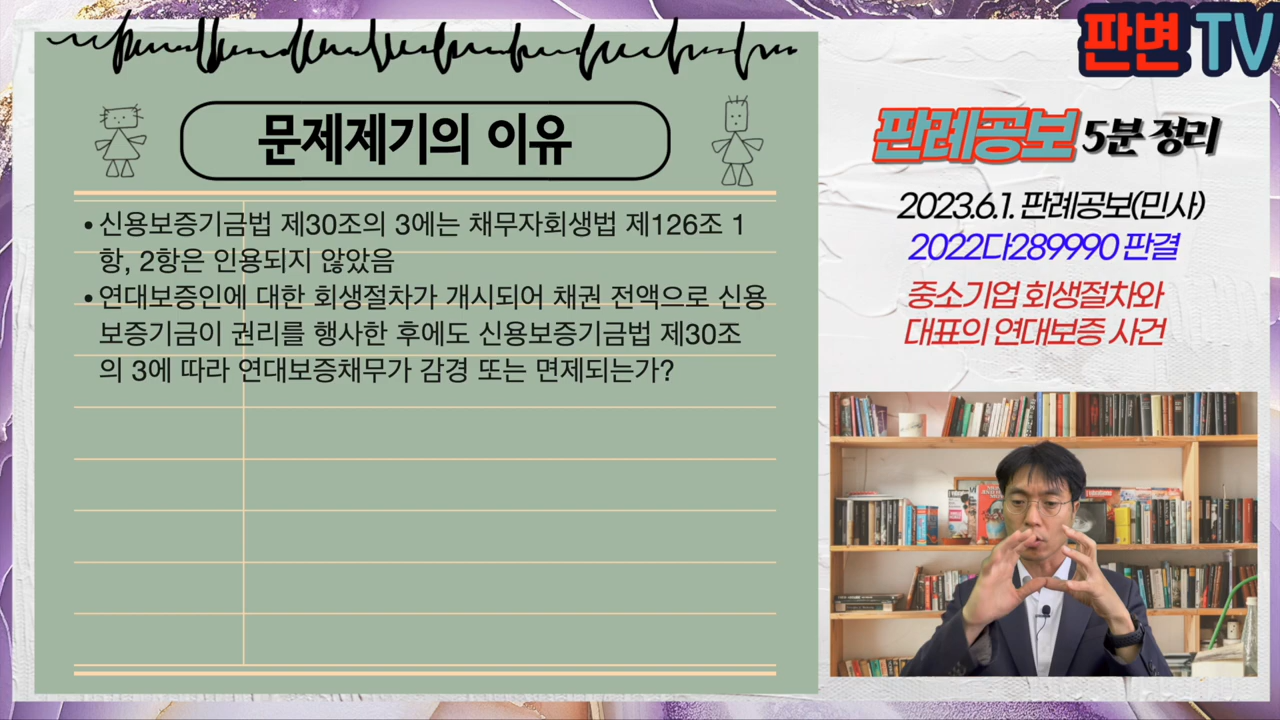 판변 TV
문제제기의 이유
• 신용보증기금법 제30조의 3에는 채무자회생법 제126조 1
항, 2항은 인용되지 않았음
• 연대보증인에 대한 회생절차가 개시되어 채권 전액으로 신용
보증기금이 권리를 행사한 후에도 신용보증기금법 제30조
의 3에 따라 연대보증채무가 감경 또는 면제되는가?
판례공보 5분 정리
2023.6.1. 판례공보(민사)
2022다289990 판결
중소기업 회생절차와
대표의 연대보증 사건